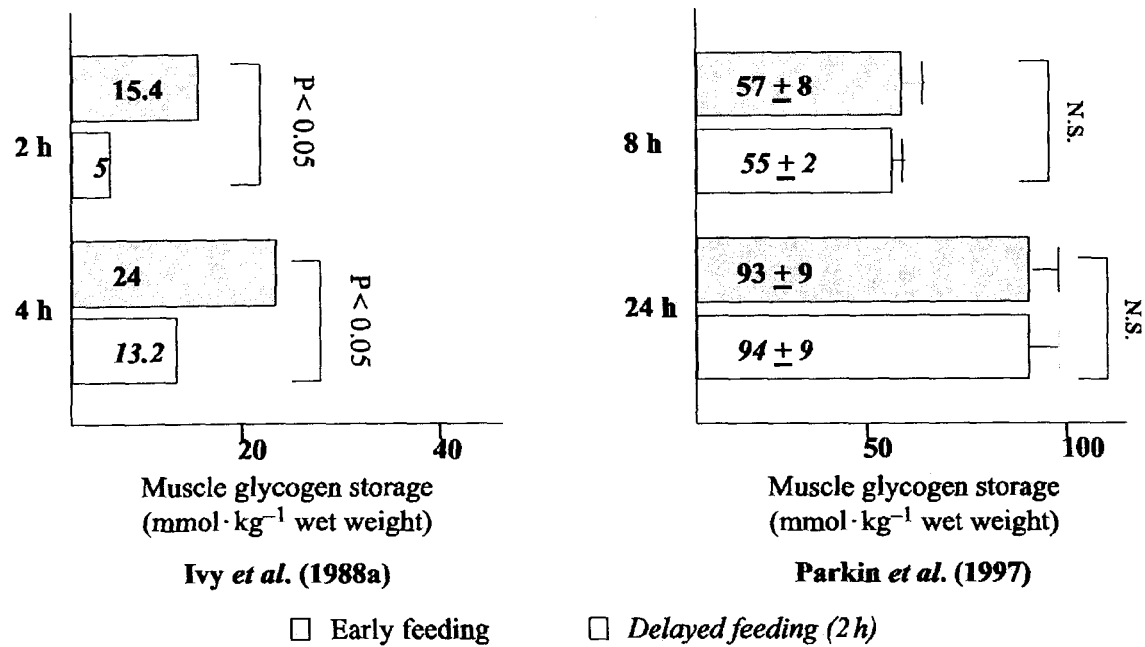 2 h
15.4
5
P < 0.05
4 h
24
13.2
P < 0.05
20 40
Muscle glycogen storage
(mmol·kg⁻¹ wet weight)
Ivy et al. (1988a)
8 h
57 ± 8
55 ± 2
N.S.
24 h
93 ± 9
94 ± 9
N.S.
50 100
Muscle glycogen storage
(mmol·kg⁻¹ wet weight)
Parkin et al. (1997)
Early feeding Delayed feeding (2 h)